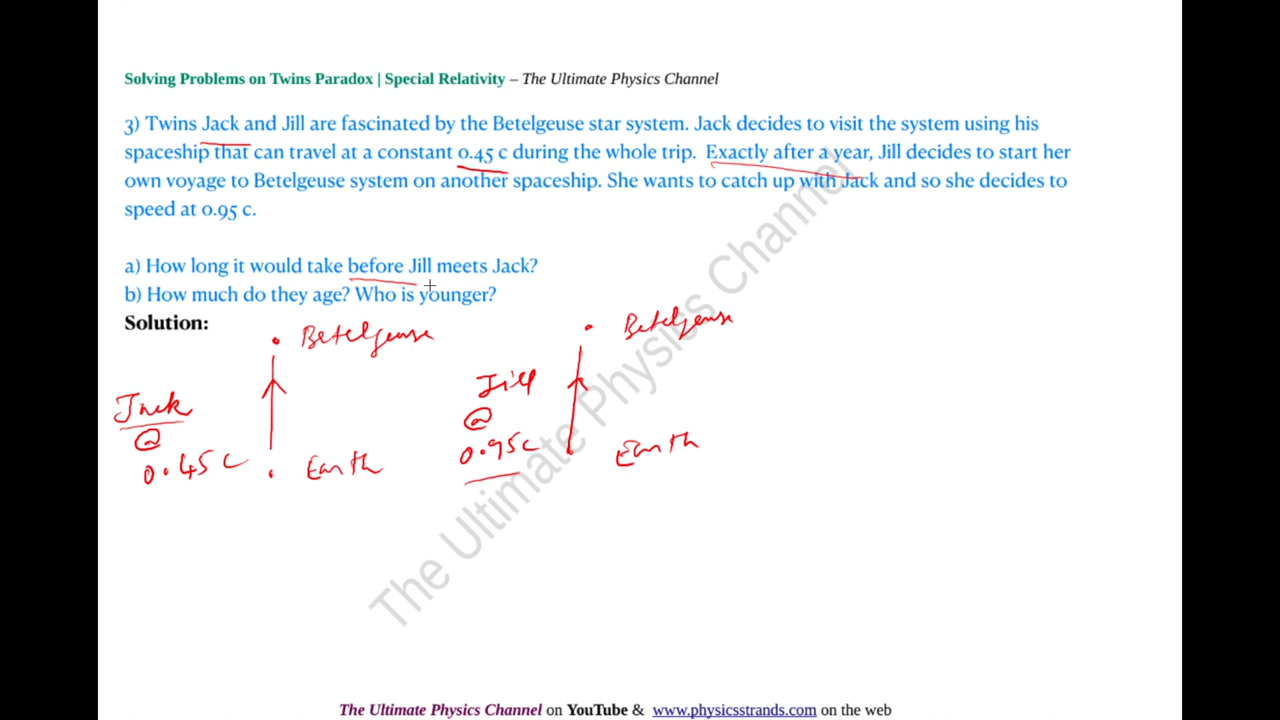 Solving Problems on Twins Paradox | Special Relativity – The Ultimate Physics Channel
3) Twins Jack and Jill are fascinated by the Betelgeuse star system. Jack decides to visit the system using his
spaceship that can travel at a constant 0.45 c during the whole trip. Exactly after a year, Jill decides to start her
own voyage to Betelgeuse system on another spaceship. She wants to catch up with Jack and so she decides to
speed at 0.95 c.
a) How long it would take before Jill meets Jack?
b) How much do they age? Who is younger?
Solution:
Betelgeuse
Jack
@
0.45 c
Earth
Betelgeuse
Jill
@
0.95c
Earth
The Ultimate Physics Channel
The Ultimate Physics Channel on YouTube & www.physicsstrands.com on the web